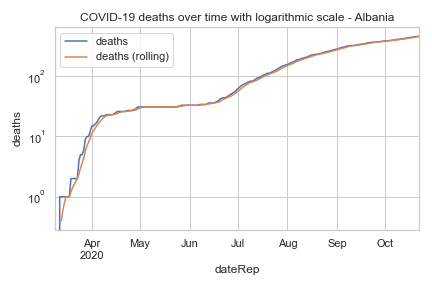 COVID-19 deaths over time with logarithmic scale - Albania
deaths
deaths (rolling)
deaths
10²
10¹
10⁰
Apr
2020
May
Jun
Jul
Aug
Sep
Oct
dateRep